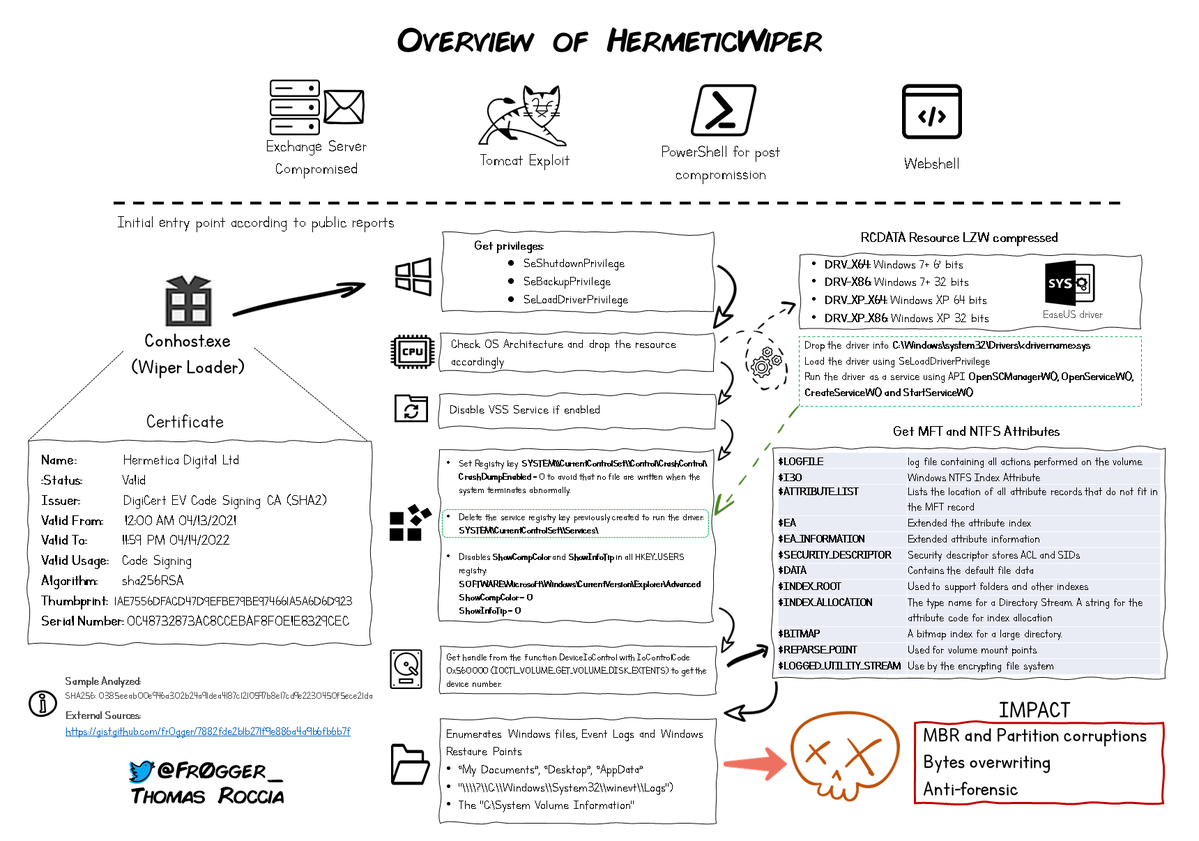 OVERVIEW OF HERMETICWIPER
Exchange Server
Compromised
Tomcat Exploit
PowerShell for post
compromission
Webshell
Initial entry point according to public reports
Conhost.exe
(Wiper Loader)
Certificate
Name: Hermetica Digital Ltd
:Status: Valid
Issuer: DigiCert EV Code Signing CA (SHA2)
Valid From: 12:00 AM 04/13/2021
Valid To: 11:59 PM 04/14/2022
Valid Usage: Code Signing
Algorithm: sha256RSA
Thumbprint: 1AE7556DFACD47D9EFBE79BE974661A5A6D6D923
Serial Number: 0C48732873AC8CCEBAF8F0E1E8329CEC
Sample Analyzed:
SHA256: 0385eeab00e946a302b24a91dea4187c1210597b8e17cd9e2230450f5ece21da
External Sources:
https://gist.github.com/fr0gger/7882fde2b1b271f9e886a4a9b6fb6b7f
@FR0GGER_
THOMAS ROCCIA
Get privileges:
• SeShutdownPrivilege
• SeBackupPrivilege
• SeLoadDriverPrivilege
CPU
Check OS Architecture and drop the resource
accordingly
Disable VSS Service if enabled
• Set Registry key SYSTEM\\CurrentControlSet\\Control\CrashControl\
CrashDumpEnabled = 0 to avoid that no file are written when the
system terminates abnormally.
• Delete the service registry key previously created to run the driver.
SYSTEM\\CurrentControlSet\\Services\
• Disables ShowCompColor and ShowInfoTip in all HKEY_USERS
registry:
SOFTWARE\Microsoft\Windows\CurrentVersion\Explorer\Advanced
ShowCompColor = 0
ShowInfoTip = 0
Get handle from the function DeviceIoControl with IoControlCode
0x560000 (IOCTL_VOLUME_GET_VOLUME_DISK_EXTENTS) to get the
device number.
Enumerates Windows files, Event Logs and Windows
Restaure Points
• "My Documents", "Desktop", "AppData"
• "\\\\?\\C:\\Windows\\System32\\winevt\\Logs")
• The "C:\System Volume Information"
RCDATA Resource LZW compressed
• DRV_X64: Windows 7+ 6' bits
• DRV-X86: Windows 7+ 32 bits
• DRV_XP_X64: Windows XP 64 bits
• DRV_XP_X86: Windows XP 32 bits
SYS
EaseUS driver
Drop the driver into C:\Windows\system32\Drivers\<drivername>.sys
Load the driver using SeLoadDriverPrivilege
Run the driver as a service using API OpenSCManagerW(), OpenServiceW(),
CreateServiceW() and StartServiceW()
Get MFT and NTFS Attributes
$LOGFILE log file containing all actions performed on the volume.
$I30 Windows NTFS Index Attribute
$ATTRIBUTE_LIST Lists the location of all attribute records that do not fit in
the MFT record
$EA Extended the attribute index
$EA_INFORMATION Extended attribute information
$SECURITY_DESCRIPTOR Security descriptor stores ACL and SIDs
$DATA Contains the default file data
$INDEX_ROOT Used to support folders and other indexes
$INDEX_ALLOCATION The type name for a Directory Stream. A string for the
attribute code for index allocation
$BITMAP A bitmap index for a large directory.
$REPARSE_POINT Used for volume mount points
$LOGGED_UTILITY_STREAM Use by the encrypting file system
IMPACT
MBR and Partition corruptions
Bytes overwriting
Anti-forensic